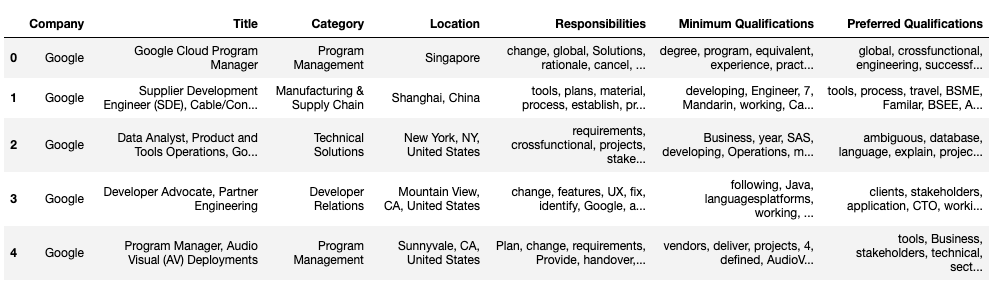 Company Title Category Location Responsibilities Minimum Qualifications Preferred Qualifications
0 Google Google Cloud Program Manager Program Management Singapore change, global, Solutions, rationale, cancel, ... degree, program, equivalent, experience, pract... global, crossfunctional, engineering, successf...
1 Google Supplier Development Engineer (SDE), Cable/Con... Manufacturing & Supply Chain Shanghai, China tools, plans, material, process, establish, pr... developing, Engineer, 7, Mandarin, working, Ca... tools, process, travel, BSME, Familar, BSEE, A...
2 Google Data Analyst, Product and Tools Operations, Go... Technical Solutions New York, NY, United States requirements, crossfunctional, projects, stake... Business, year, SAS, developing, Operations, m... ambiguous, database, language, explain, projec...
3 Google Developer Advocate, Partner Engineering Developer Relations Mountain View, CA, United States change, features, UX, fix, identify, Google, a... following, Java, languagesplatforms, working, ... clients, stakeholders, application, CTO, worki...
4 Google Program Manager, Audio Visual (AV) Deployments Program Management Sunnyvale, CA, United States Plan, change, requirements, Provide, handover,... vendors, deliver, projects, 4, defined, AudioV... tools, Business, stakeholders, technical, sect...